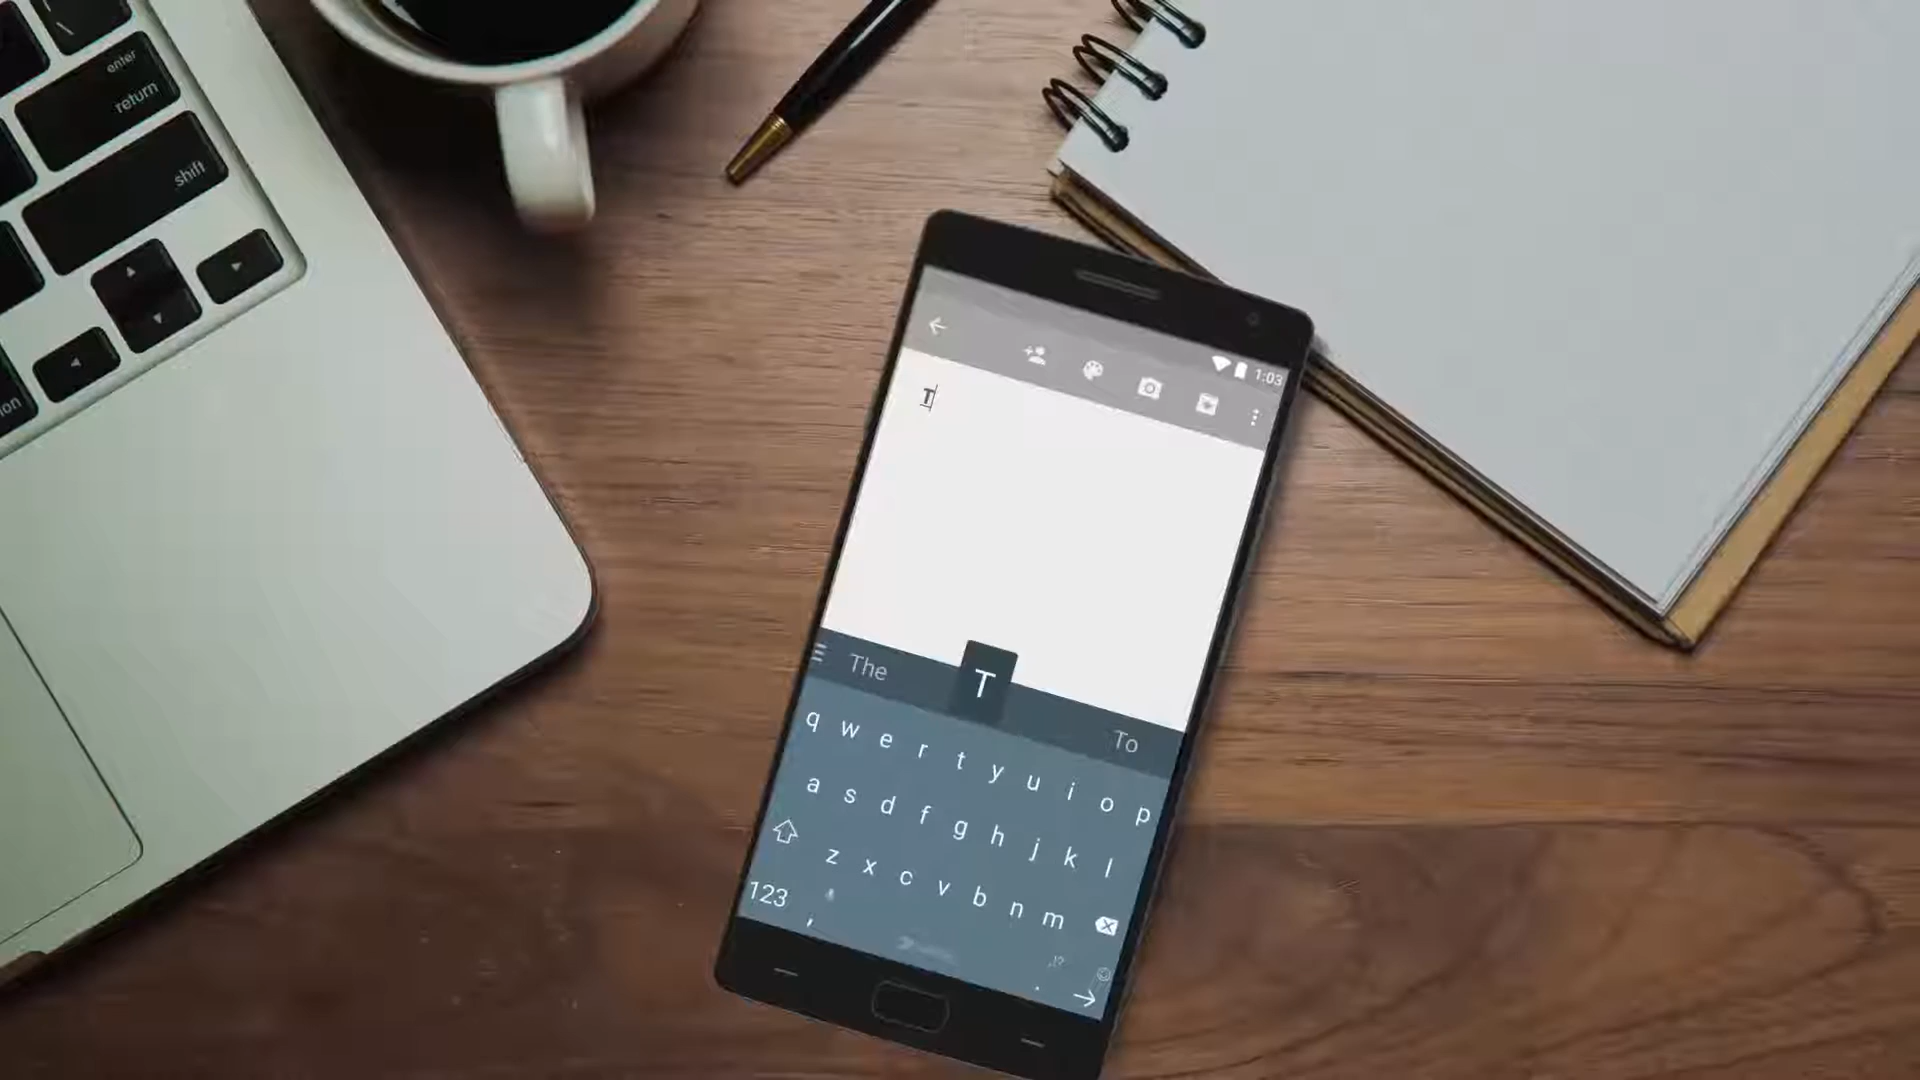 enter
return
shift
on
1:03
T
The
T
To
q w e r t y u i o p
a s d f g h j k l
z x c v b n m
123 ,
,!?
.